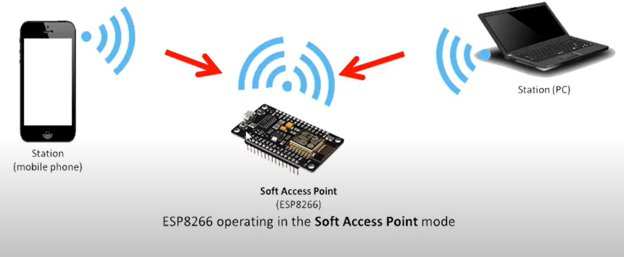 Station
(mobile phone)
Station (PC)
Soft Access Point
(ESP8266)
ESP8266 operating in the Soft Access Point mode